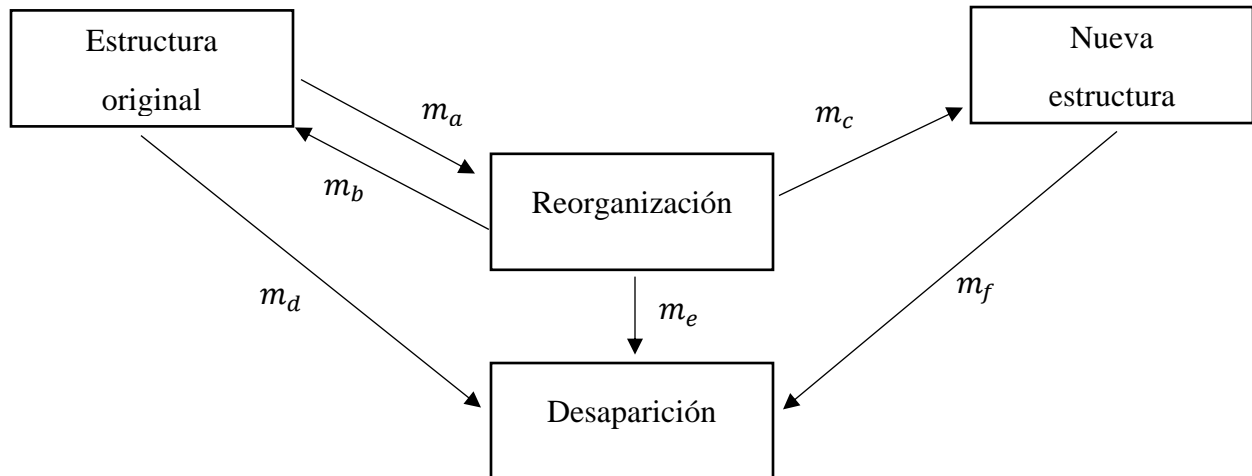 Estructura
original
Nueva
estructura
m_a
m_c
m_b
Reorganización
m_d
m_e
m_f
Desaparición